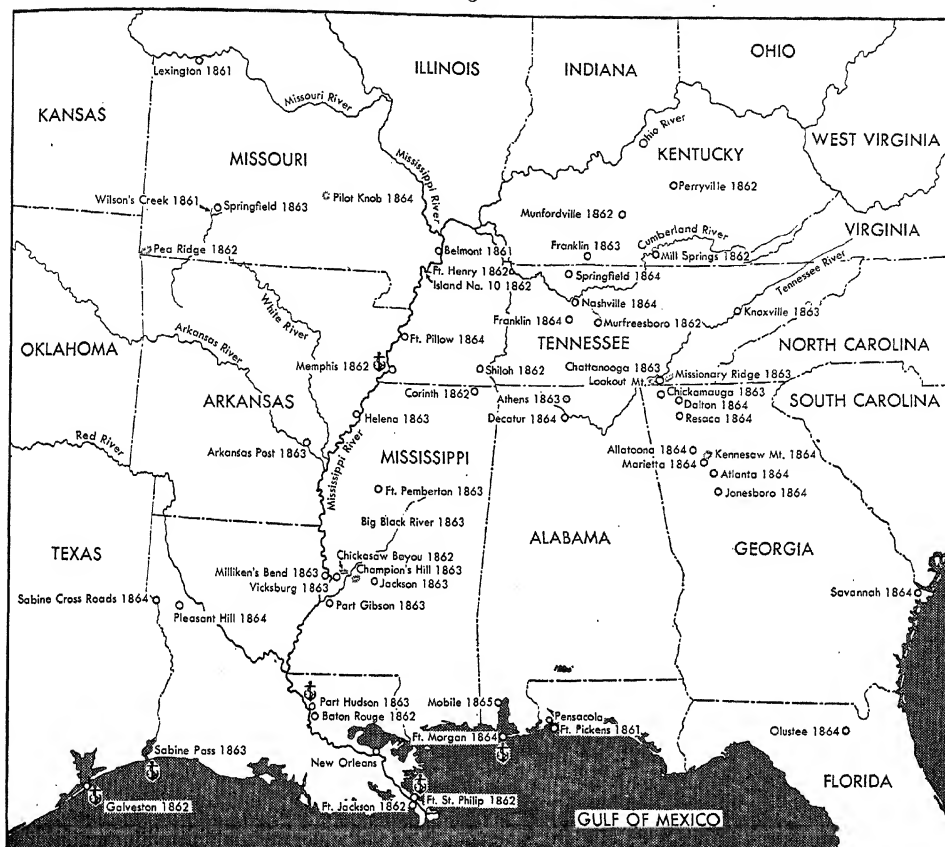 OHIO
ILLINOIS
INDIANA
Lexington 1861
Missouri River
KANSAS
Ohio River
WEST VIRGINIA
Mississippi River
KENTUCKY
MISSOURI
Perryville 1862
Wilson's Creek 1861
Springfield 1863
Pilot Knob 1864
Munfordville 1862
Cumberland River
VIRGINIA
Pea Ridge 1862
Belmont 1861
Franklin 1863
Mill Springs 1862
Ft. Henry 1862
Springfield 1864
Tennessee River
Island No. 10 1862
White River
Nashville 1864
Knoxville 1863
Arkansas River
Franklin 1864
Murfreesboro 1862
Ft. Pillow 1864
OKLAHOMA
TENNESSEE
NORTH CAROLINA
Memphis 1862
Shiloh 1862
Chattanooga 1863
Missionary Ridge 1863
Lookout Mt.
Corinth 1862
Athens 1863
Chickamauga 1863
SOUTH CAROLINA
ARKANSAS
Dalton 1864
Helena 1863
Decatur 1864
Resaca 1864
Red River
Arkansas Post 1863
Mississippi River
MISSISSIPPI
Allatoona 1864
Kennesaw Mt. 1864
Marietta 1864
Atlanta 1864
Ft. Pemberton 1863
Jonesboro 1864
Big Black River 1863
ALABAMA
TEXAS
GEORGIA
Chickasaw Bayou 1862
Milliken's Bend 1863
Champion's Hill 1863
Vicksburg 1863
Jackson 1863
Sabine Cross Roads 1864
Savannah 1864
Part Gibson 1863
Pleasant Hill 1864
Part Hudson 1863
Mobile 1865
Baton Rouge 1862
Pensacola
Ft. Morgan 1864
Ft. Pickens 1861
Olustee 1864
Sabine Pass 1863
New Orleans
FLORIDA
Galveston 1862
Ft. Jackson 1862
Ft. St. Philip 1862
GULF OF MEXICO